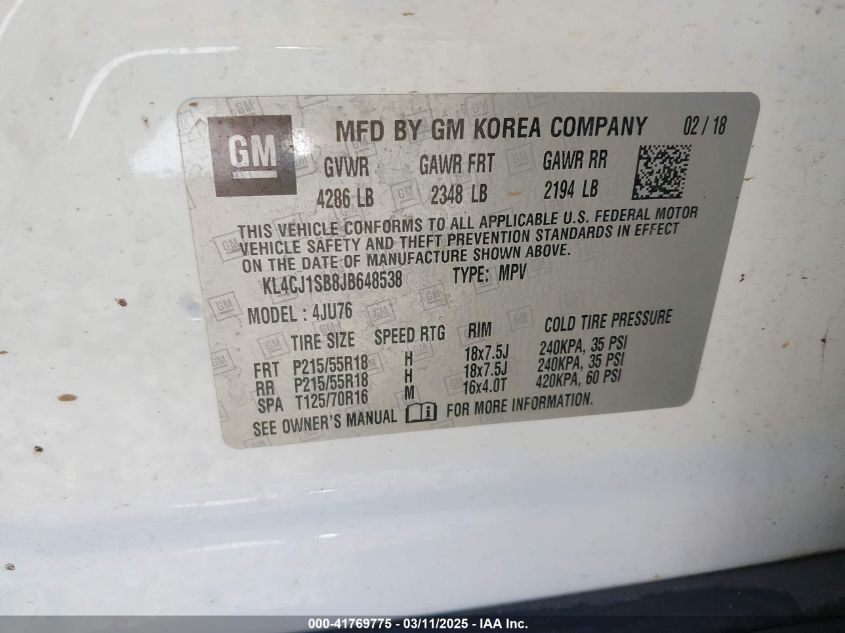 GM
MFD BY GM KOREA COMPANY 02 / 18
GVWR GAWR FRT GAWR RR
4286 LB 2348 LB 2194 LB
THIS VEHICLE CONFORMS TO ALL APPLICABLE U.S. FEDERAL MOTOR
VEHICLE SAFETY AND THEFT PREVENTION STANDARDS IN EFFECT
ON THE DATE OF MANUFACTURE SHOWN ABOVE.
KL4CJ1SB8JB648538 TYPE: MPV
MODEL : 4JU76
TIRE SIZE SPEED RTG RIM COLD TIRE PRESSURE
FRT P215/55R18 H 18x7.5J 240KPA, 35 PSI
RR P215/55R18 H 18x7.5J 240KPA, 35 PSI
SPA T125/70R16 M 16x4.0T 420KPA, 60 PSI
SEE OWNER'S MANUAL FOR MORE INFORMATION.
000-41769775 - 03/11/2025 - IAA Inc.